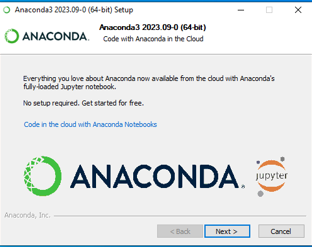 Anaconda3 2023.09-0 (64-bit) Setup
ANACONDA.
Anaconda3 2023.09-0 (64-bit)
Code with Anaconda in the Cloud
Everything you love about Anaconda now available from the cloud with Anaconda's
fully-loaded Jupyter notebook.
No setup required. Get started for free.
Code in the cloud with Anaconda Notebooks
ANACONDA.
jupyter
Anaconda, Inc.
< Back
Next >
Cancel